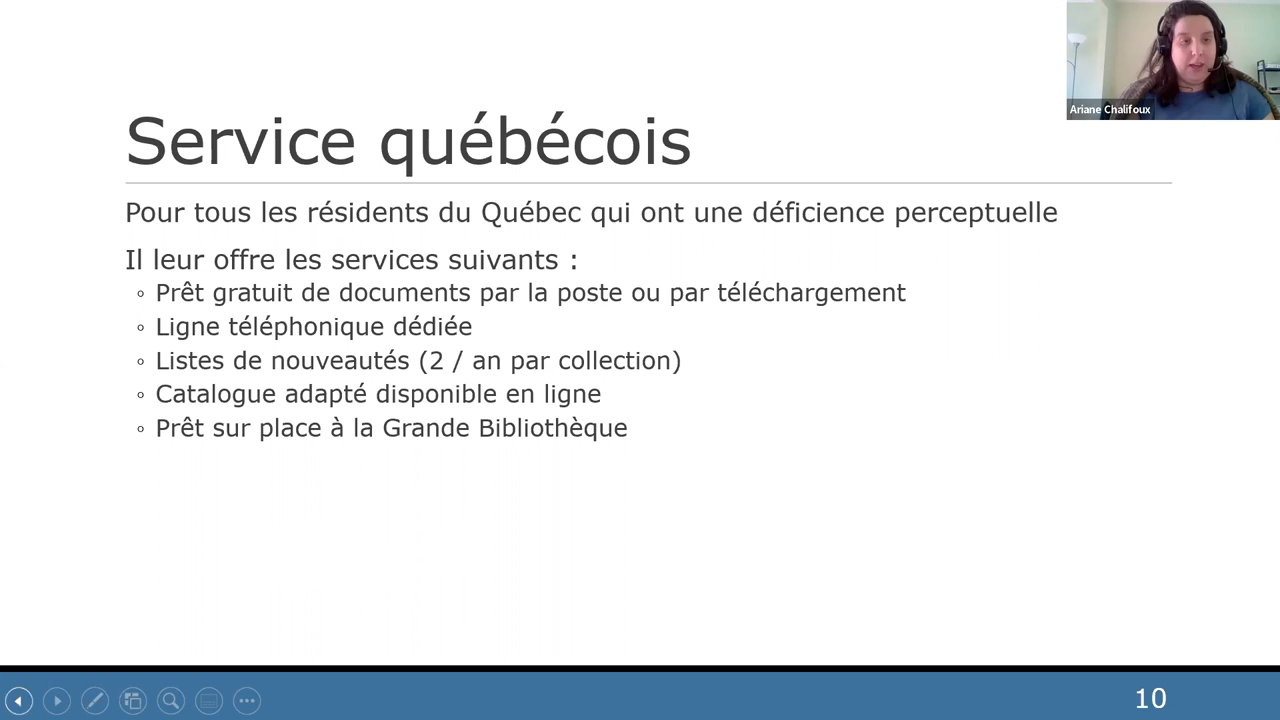 Ariane Chalifoux
Service québécois
Pour tous les résidents du Québec qui ont une déficience perceptuelle
Il leur offre les services suivants :
◦ Prêt gratuit de documents par la poste ou par téléchargement
◦ Ligne téléphonique dédiée
◦ Listes de nouveautés (2 / an par collection)
◦ Catalogue adapté disponible en ligne
◦ Prêt sur place à la Grande Bibliothèque
10